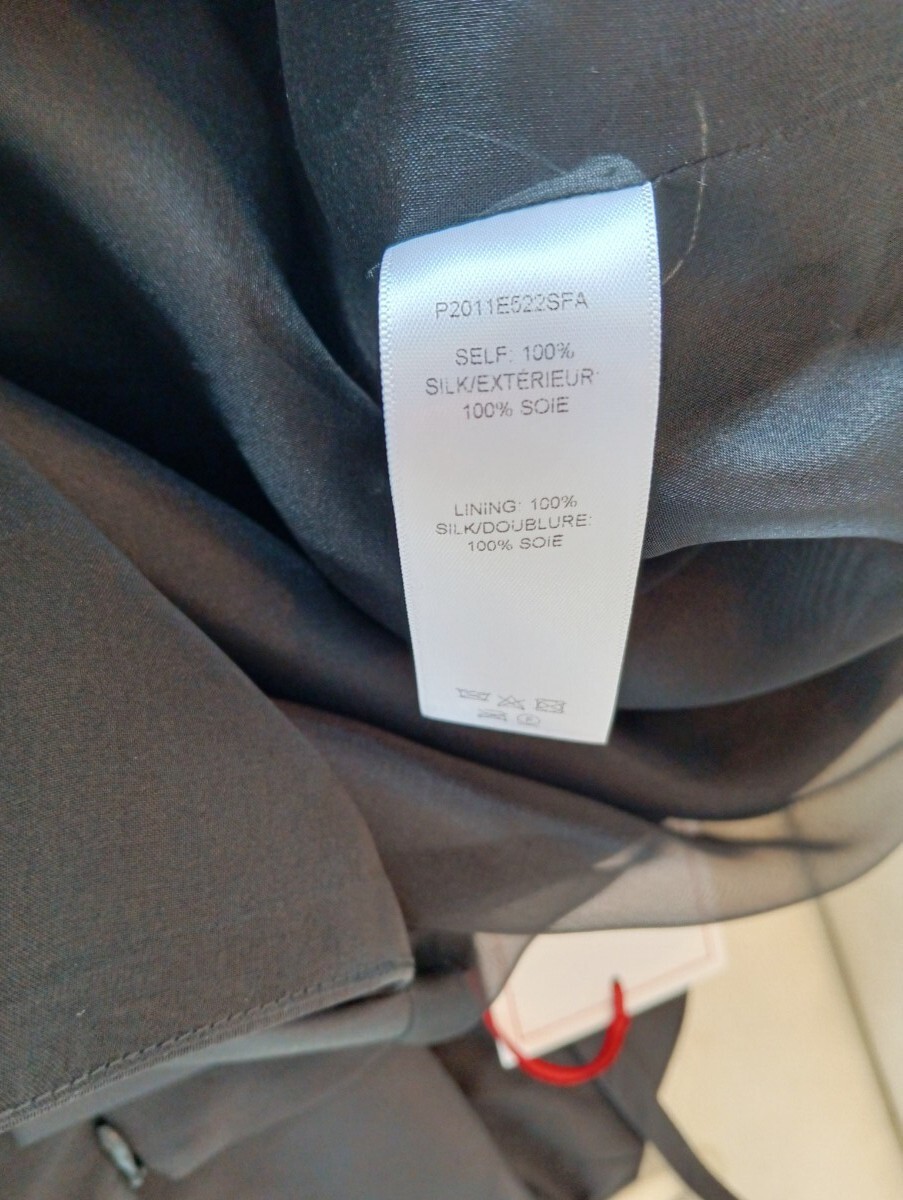 P2011E522SFA
SELF: 100%
SILK/EXTÉRIEUR:
100% SOIE
LINING: 100%
SILK/DOUBLURE:
100% SOIE